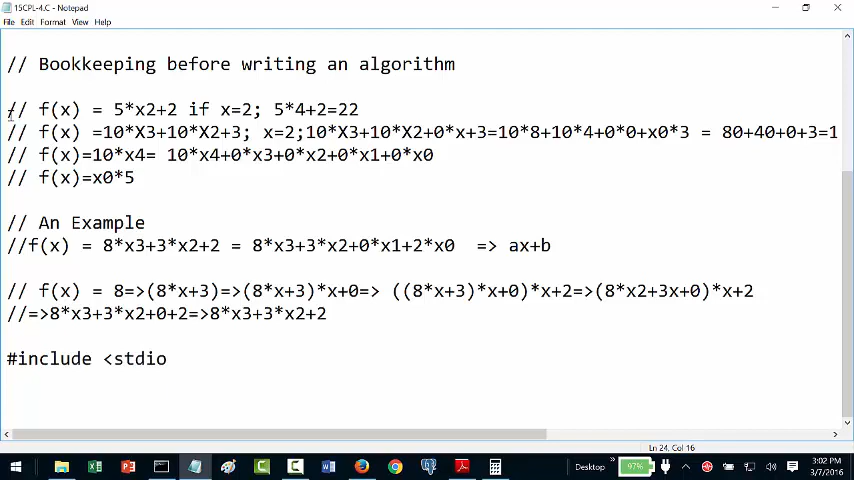 15CPL-4.C - Notepad
File Edit Format View Help
// Bookkeeping before writing an algorithm
// f(x) = 5*x2+2 if x=2; 5*4+2=22
// f(x) =10*X3+10*X2+3; x=2;10*X3+10*X2+0*x+3=10*8+10*4+0*0+x0*3 = 80+40+0+3=1
// f(x)=10*x4= 10*x4+0*x3+0*x2+0*x1+0*x0
// f(x)=x0*5
// An Example
//f(x) = 8*x3+3*x2+2 = 8*x3+3*x2+0*x1+2*x0 => ax+b
// f(x) = 8=>(8*x+3)=>(8*x+3)*x+0=> ((8*x+3)*x+0)*x+2=>(8*x2+3x+0)*x+2
//=>8*x3+3*x2+0+2=>8*x3+3*x2+2
#include <stdio
Ln 24, Col 16
Desktop
97%
3:02 PM
3/7/2016